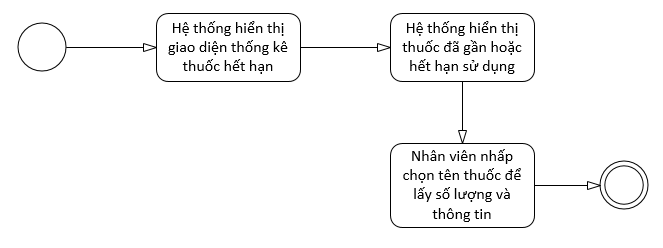 Hệ thống hiển thị
giao diện thống kê
thuốc hết hạn
Hệ thống hiển thị
thuốc đã gần hoặc
hết hạn sử dụng
Nhân viên nhấp
chọn tên thuốc để
lấy số lượng và
thông tin